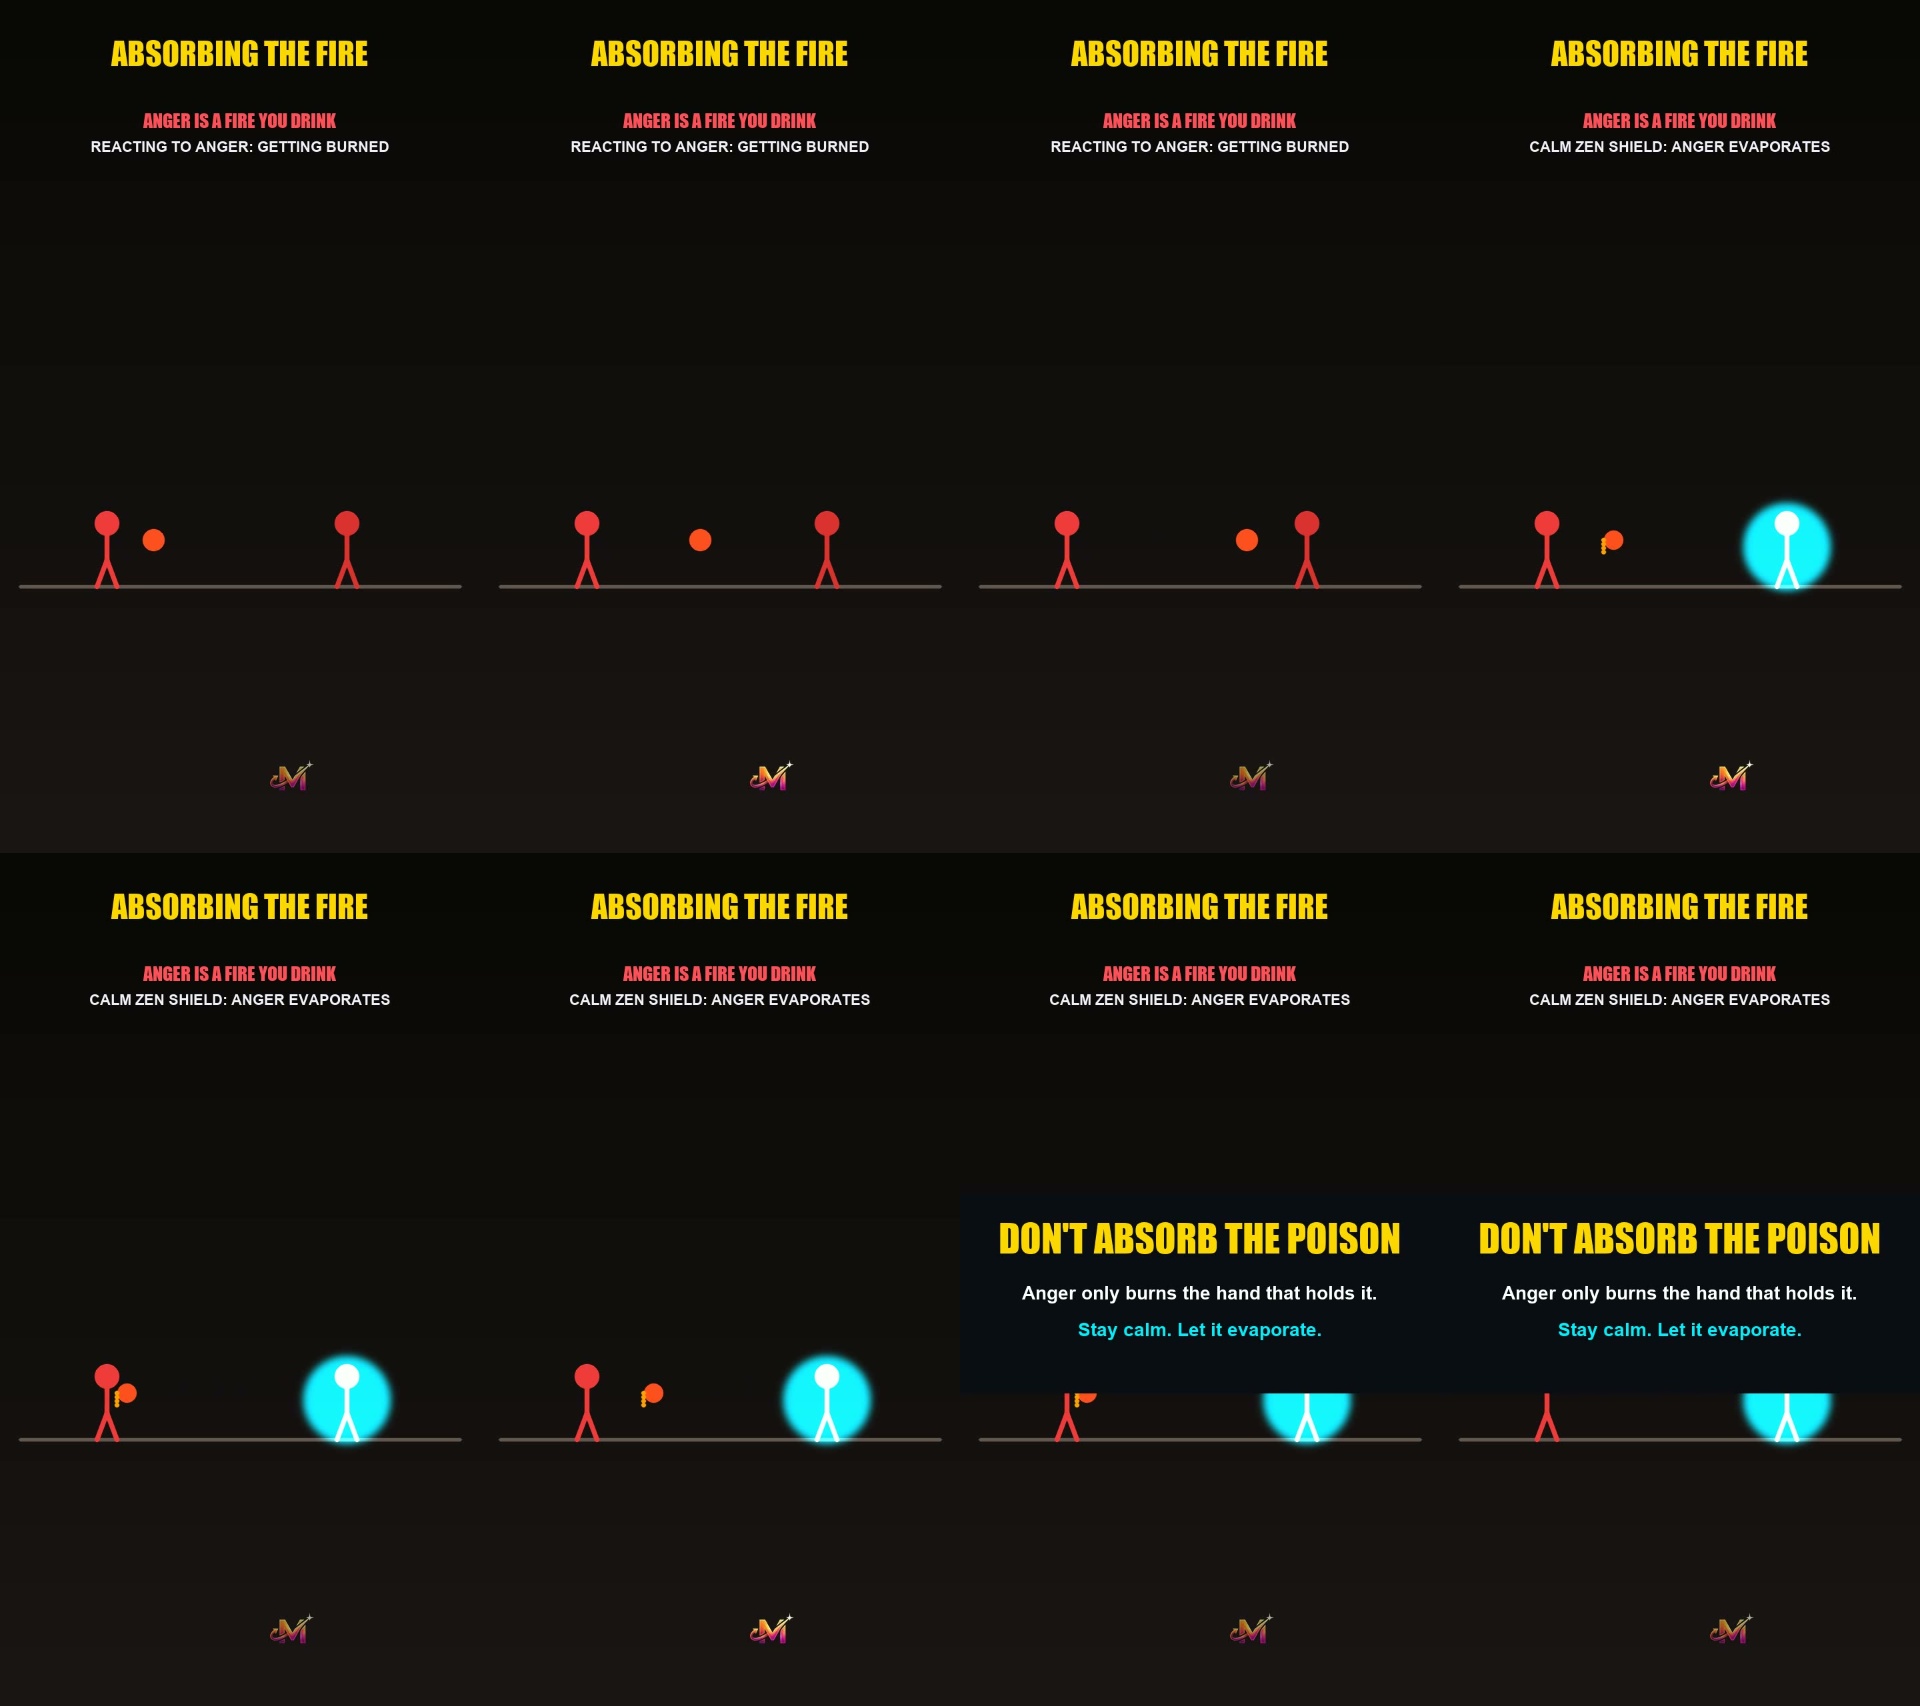 ABSORBING THE FIRE
ANGER IS A FIRE YOU DRINK
REACTING TO ANGER: GETTING BURNED
ABSORBING THE FIRE
ANGER IS A FIRE YOU DRINK
REACTING TO ANGER: GETTING BURNED
ABSORBING THE FIRE
ANGER IS A FIRE YOU DRINK
REACTING TO ANGER: GETTING BURNED
ABSORBING THE FIRE
ANGER IS A FIRE YOU DRINK
CALM ZEN SHIELD: ANGER EVAPORATES
M
M
M
M
ABSORBING THE FIRE
ANGER IS A FIRE YOU DRINK
CALM ZEN SHIELD: ANGER EVAPORATES
M
ABSORBING THE FIRE
ANGER IS A FIRE YOU DRINK
CALM ZEN SHIELD: ANGER EVAPORATES
M
ABSORBING THE FIRE
ANGER IS A FIRE YOU DRINK
CALM ZEN SHIELD: ANGER EVAPORATES
DON'T ABSORB THE POISON
Anger only burns the hand that holds it.
Stay calm. Let it evaporate.
M
ABSORBING THE FIRE
ANGER IS A FIRE YOU DRINK
CALM ZEN SHIELD: ANGER EVAPORATES
DON'T ABSORB THE POISON
Anger only burns the hand that holds it.
Stay calm. Let it evaporate.
M